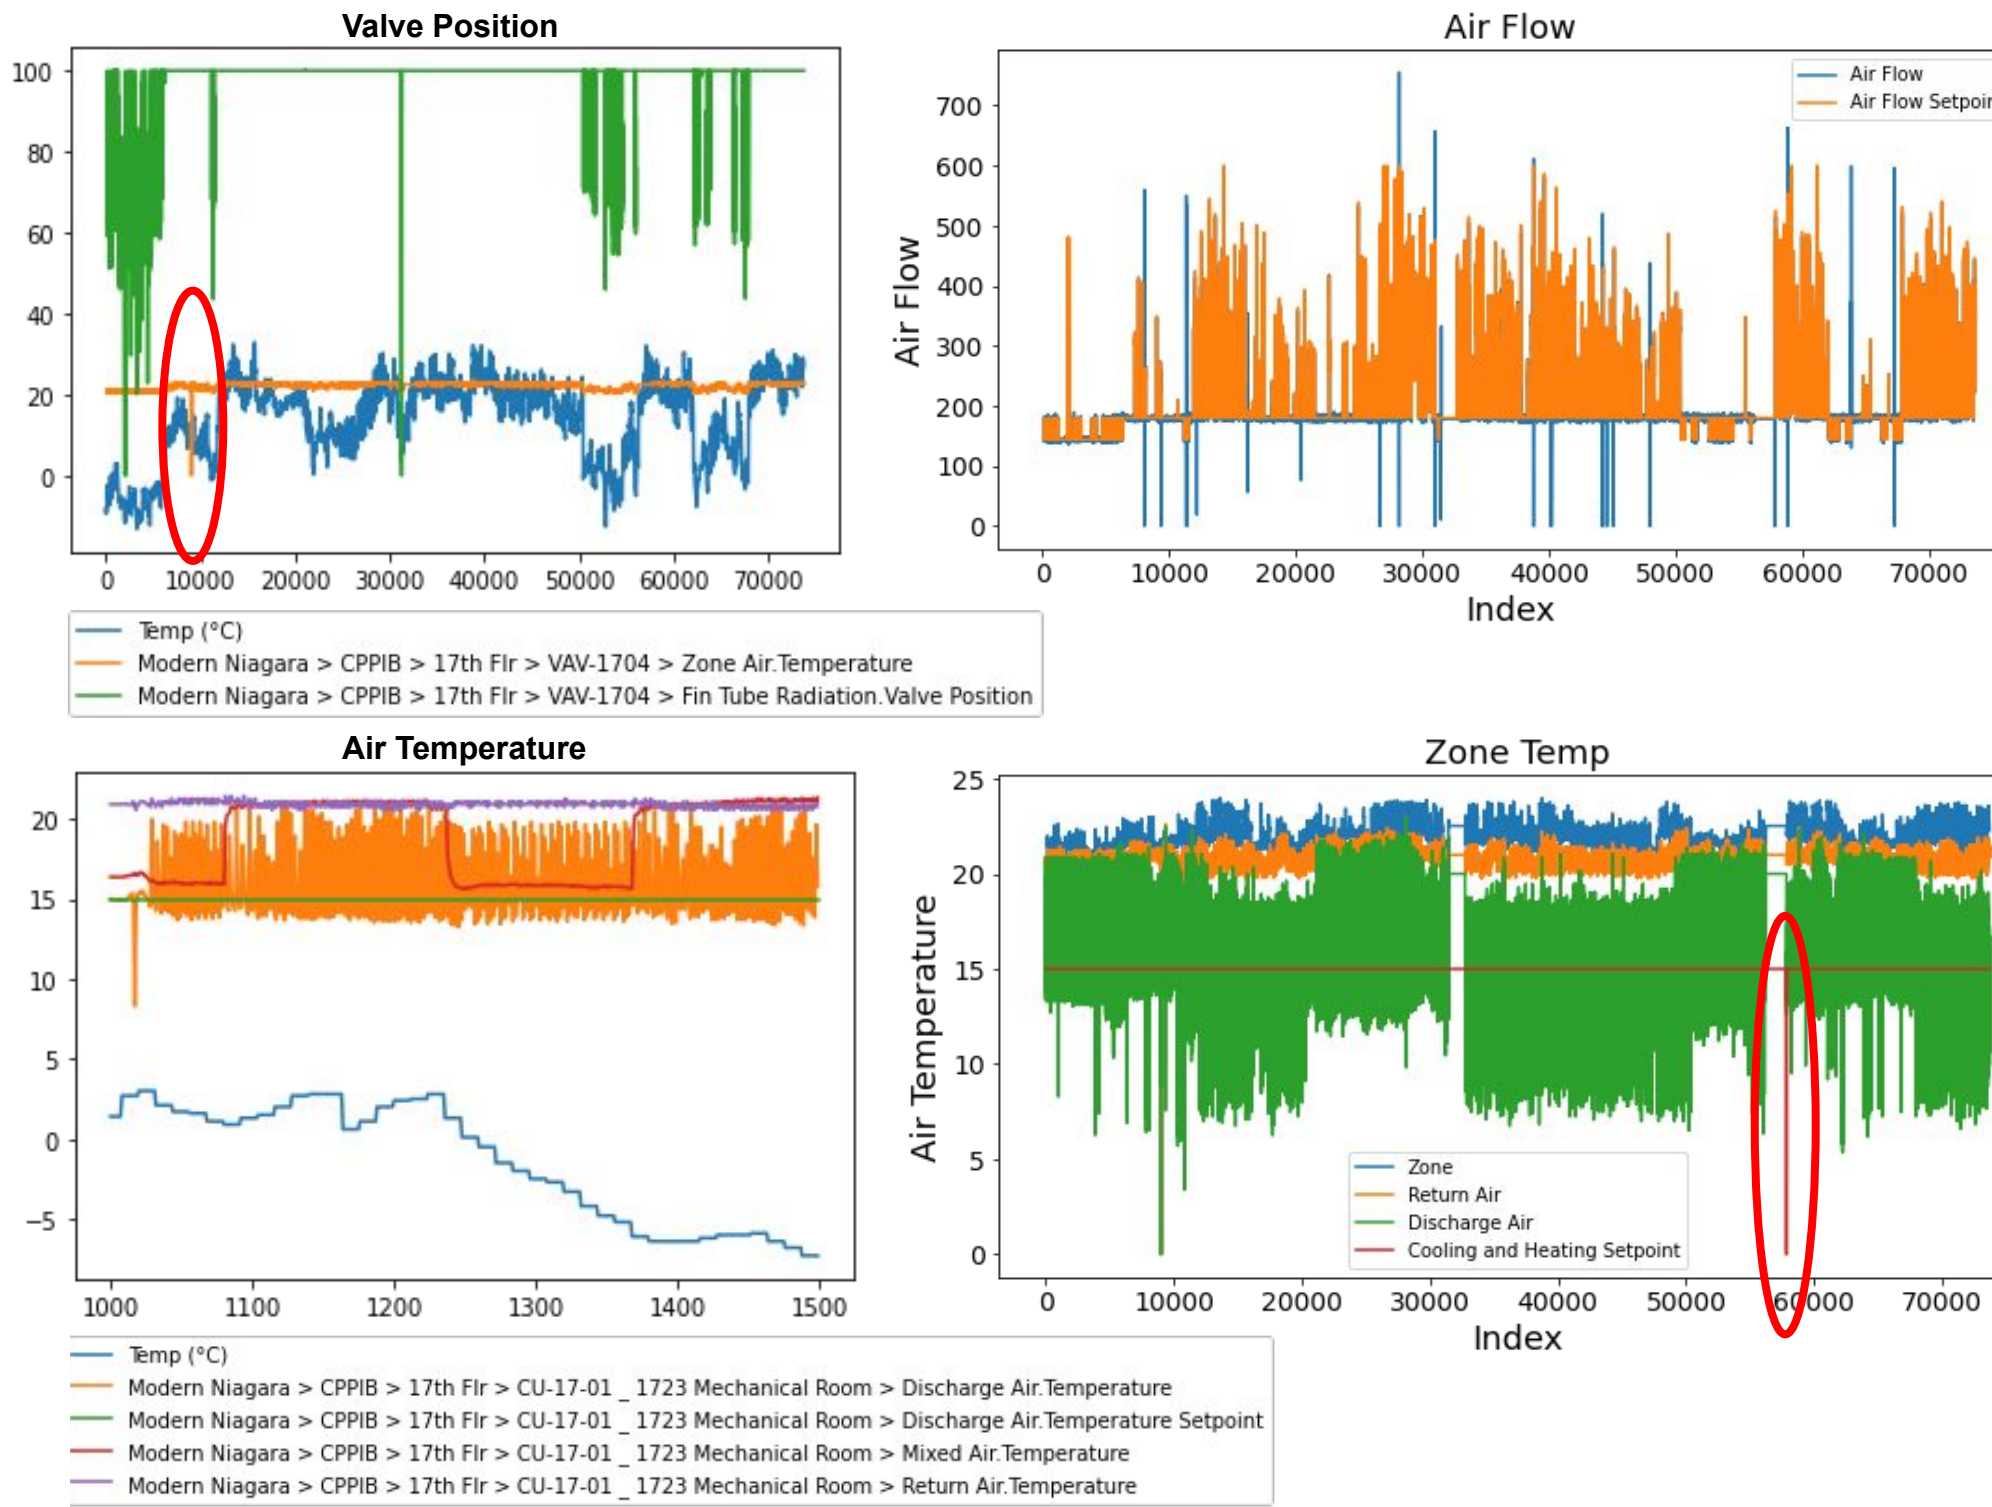 Valve Position
100
80
60
40
20
0
0 10000 20000 30000 40000 50000 60000 70000
Temp (°C)
Modern Niagara > CPPIB > 17th Flr > VAV-1704 > Zone Air.Temperature
Modern Niagara > CPPIB > 17th Flr > VAV-1704 > Fin Tube Radiation.Valve Position
Air Flow
Air Flow
Air Flow Setpoin
Air Flow
700
600
500
400
300
200
100
0
0 10000 20000 30000 40000 50000 60000 70000
Index
Air Temperature
20
15
10
5
0
−5
1000 1100 1200 1300 1400 1500
Temp (°C)
Modern Niagara > CPPIB > 17th Flr > CU-17-01 _ 1723 Mechanical Room > Discharge Air.Temperature
Modern Niagara > CPPIB > 17th Flr > CU-17-01 _ 1723 Mechanical Room > Discharge Air.Temperature Setpoint
Modern Niagara > CPPIB > 17th Flr > CU-17-01 _ 1723 Mechanical Room > Mixed Air.Temperature
Modern Niagara > CPPIB > 17th Flr > CU-17-01 _ 1723 Mechanical Room > Return Air.Temperature
Zone Temp
Air Temperature
25
20
15
10
5
0
Zone
Return Air
Discharge Air
Cooling and Heating Setpoint
0 10000 20000 30000 40000 50000 60000 70000
Index